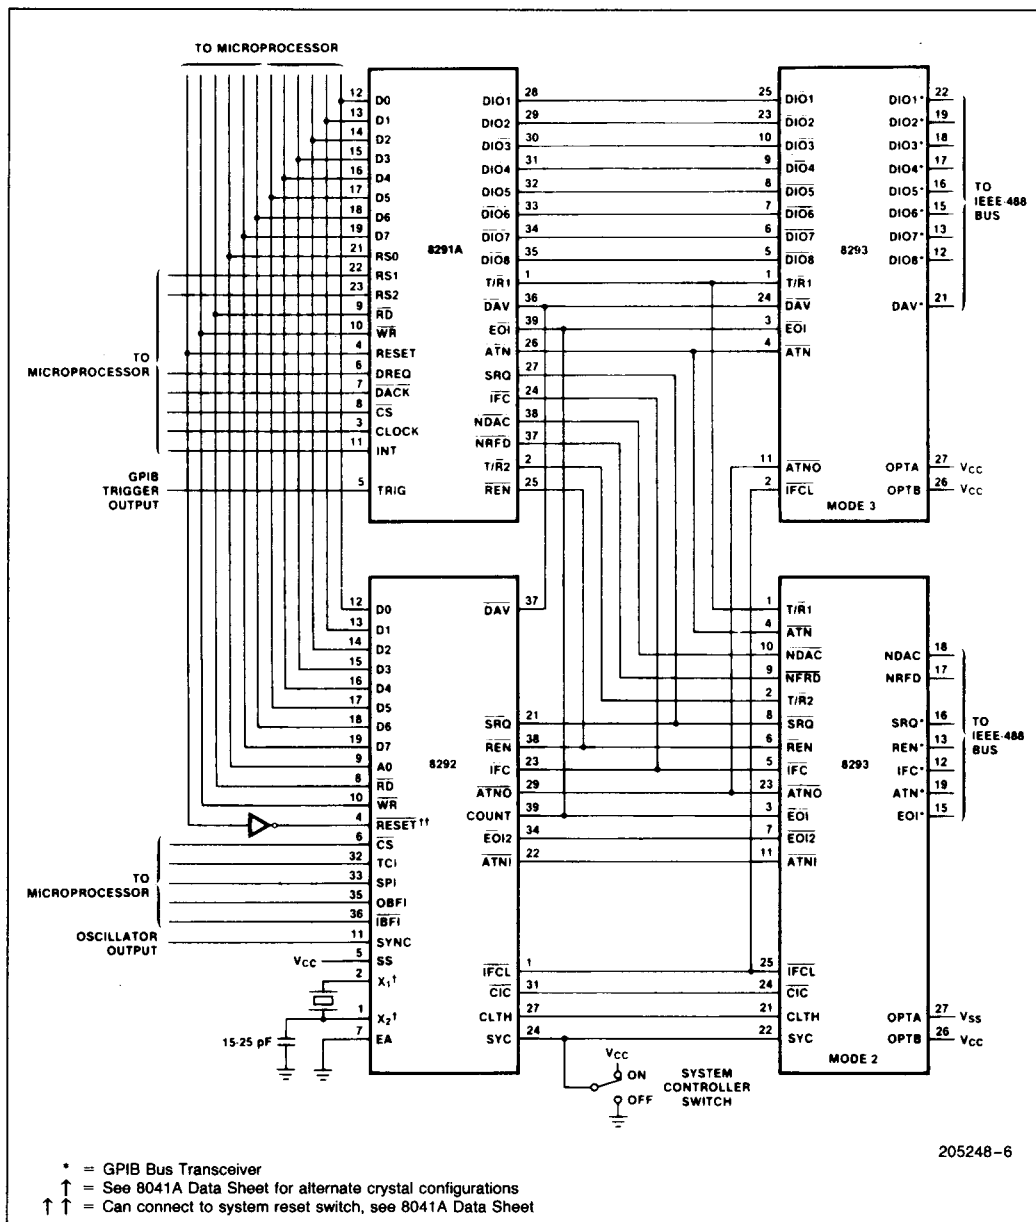 TO MICROPROCESSOR
12 D0
13 D1
14 D2
15 D3
16 D4
17 D5
18 D6
19 D7
21 RS0
22 RS1
23 RS2
9 RD
10 WR
4 RESET
6 DREQ
7 DACK
8 CS
3 CLOCK
11 INT
5 TRIG
TO
MICROPROCESSOR
GPIB
TRIGGER
OUTPUT
8291A
DIO1 28
DIO2 29
DIO3 30
DIO4 31
DIO5 32
DIO6 33
DIO7 34
DIO8 35
T/R1 1
DAV 36
EOI 39
ATN 26
SRQ 27
IFC 24
NDAC 38
NRFD 37
T/R2 2
REN 25
25 DIO1
23 DIO2
10 DIO3
9 DIO4
8 DIO5
7 DIO6
6 DIO7
5 DIO8
1 T/R1
24 DAV
3 EOI
4 ATN
11 ATNO
2 IFCL
8293
DIO1* 22
DIO2* 19
DIO3* 18
DIO4* 17
DIO5* 16
DIO6* 15
DIO7* 13
DIO8* 12
DAV* 21
TO
IEEE-488
BUS
OPTA 27 VCC
OPTB 26 VCC
MODE 3
12 D0
13 D1
14 D2
15 D3
16 D4
17 D5
18 D6
19 D7
9 A0
8 RD
10 WR
4 RESET††
6 CS
32 TCI
33 SPI
35 OBFI
36 IBFI
11 SYNC
VCC 5 SS
2 X1†
1 X2†
7 EA
TO
MICROPROCESSOR
OSCILLATOR
OUTPUT
15-25 pF
8292
DAV 37
SRQ 21
REN 38
IFC 23
ATNO 29
COUNT 39
EOI2 34
ATNI 22
IFCL 1
CIC 31
CLTH 27
SYC 24
1 T/R1
4 ATN
10 NDAC
9 NFRD
2 T/R2
8 SRQ
6 REN
5 IFC
23 ATNO
3 EOI
7 EOI2
11 ATNI
25 IFCL
24 CIC
21 CLTH
22 SYC
8293
NDAC 18
NRFD 17
SRQ* 16
REN* 13
IFC* 12
ATN* 19
EOI* 15
TO
IEEE-488
BUS
OPTA 27 VSS
OPTB 26 VCC
MODE 2
VCC
ON
OFF
SYSTEM
CONTROLLER
SWITCH
205248-6
* = GPIB Bus Transceiver
↑ = See 8041A Data Sheet for alternate crystal configurations
↑ ↑ = Can connect to system reset switch, see 8041A Data Sheet